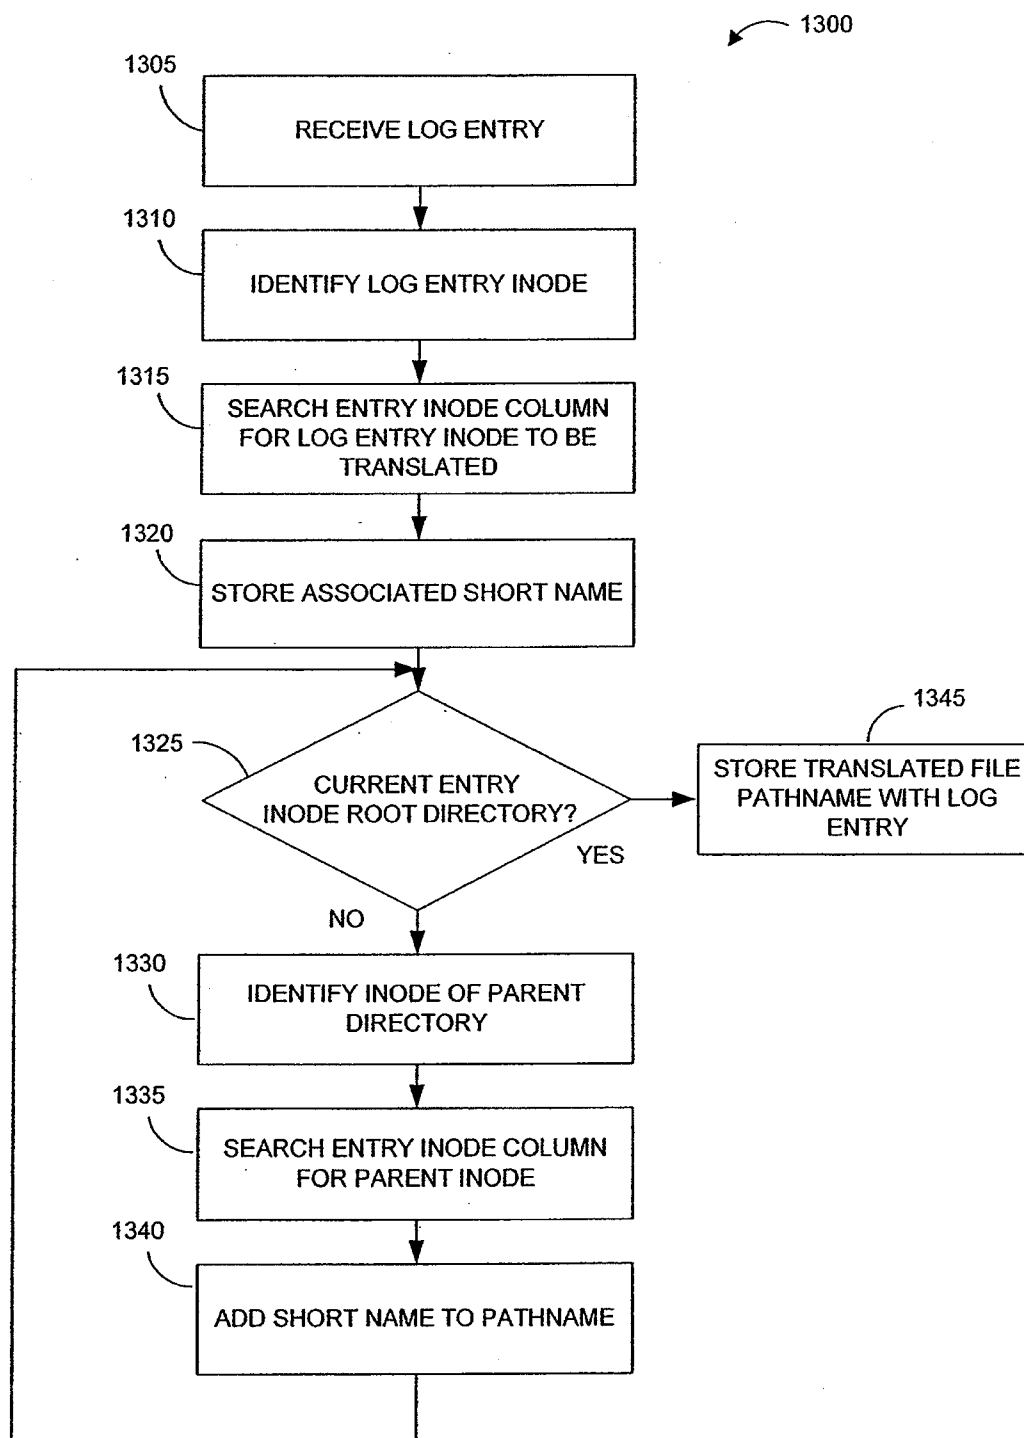 1300
1305
RECEIVE LOG ENTRY
1310
IDENTIFY LOG ENTRY INODE
1315
SEARCH ENTRY INODE COLUMN
FOR LOG ENTRY INODE TO BE
TRANSLATED
1320
STORE ASSOCIATED SHORT NAME
1325
CURRENT ENTRY
INODE ROOT DIRECTORY?
YES
1345
STORE TRANSLATED FILE
PATHNAME WITH LOG
ENTRY
NO
1330
IDENTIFY INODE OF PARENT
DIRECTORY
1335
SEARCH ENTRY INODE COLUMN
FOR PARENT INODE
1340
ADD SHORT NAME TO PATHNAME